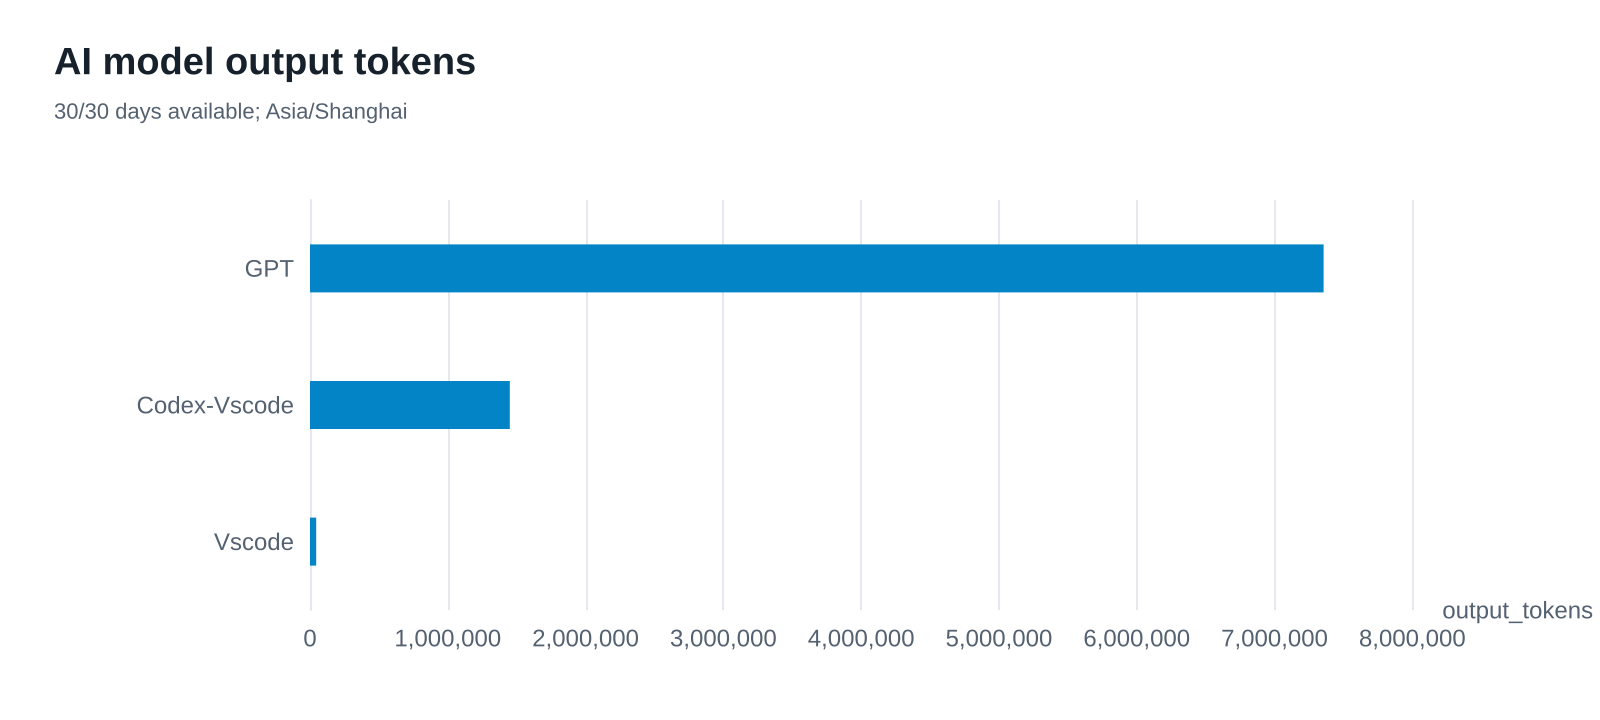 AI model output tokens
30/30 days available; Asia/Shanghai
GPT
Codex-Vscode
Vscode
output_tokens
0 1,000,000 2,000,000 3,000,000 4,000,000 5,000,000 6,000,000 7,000,000 8,000,000